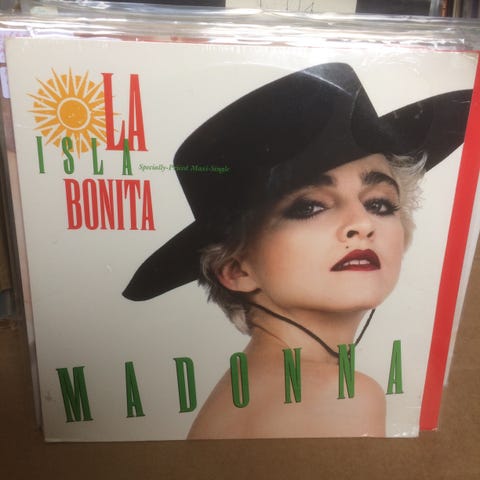 LA
ISLA
Specially-Priced Maxi-Single
BONITA
MADONNA